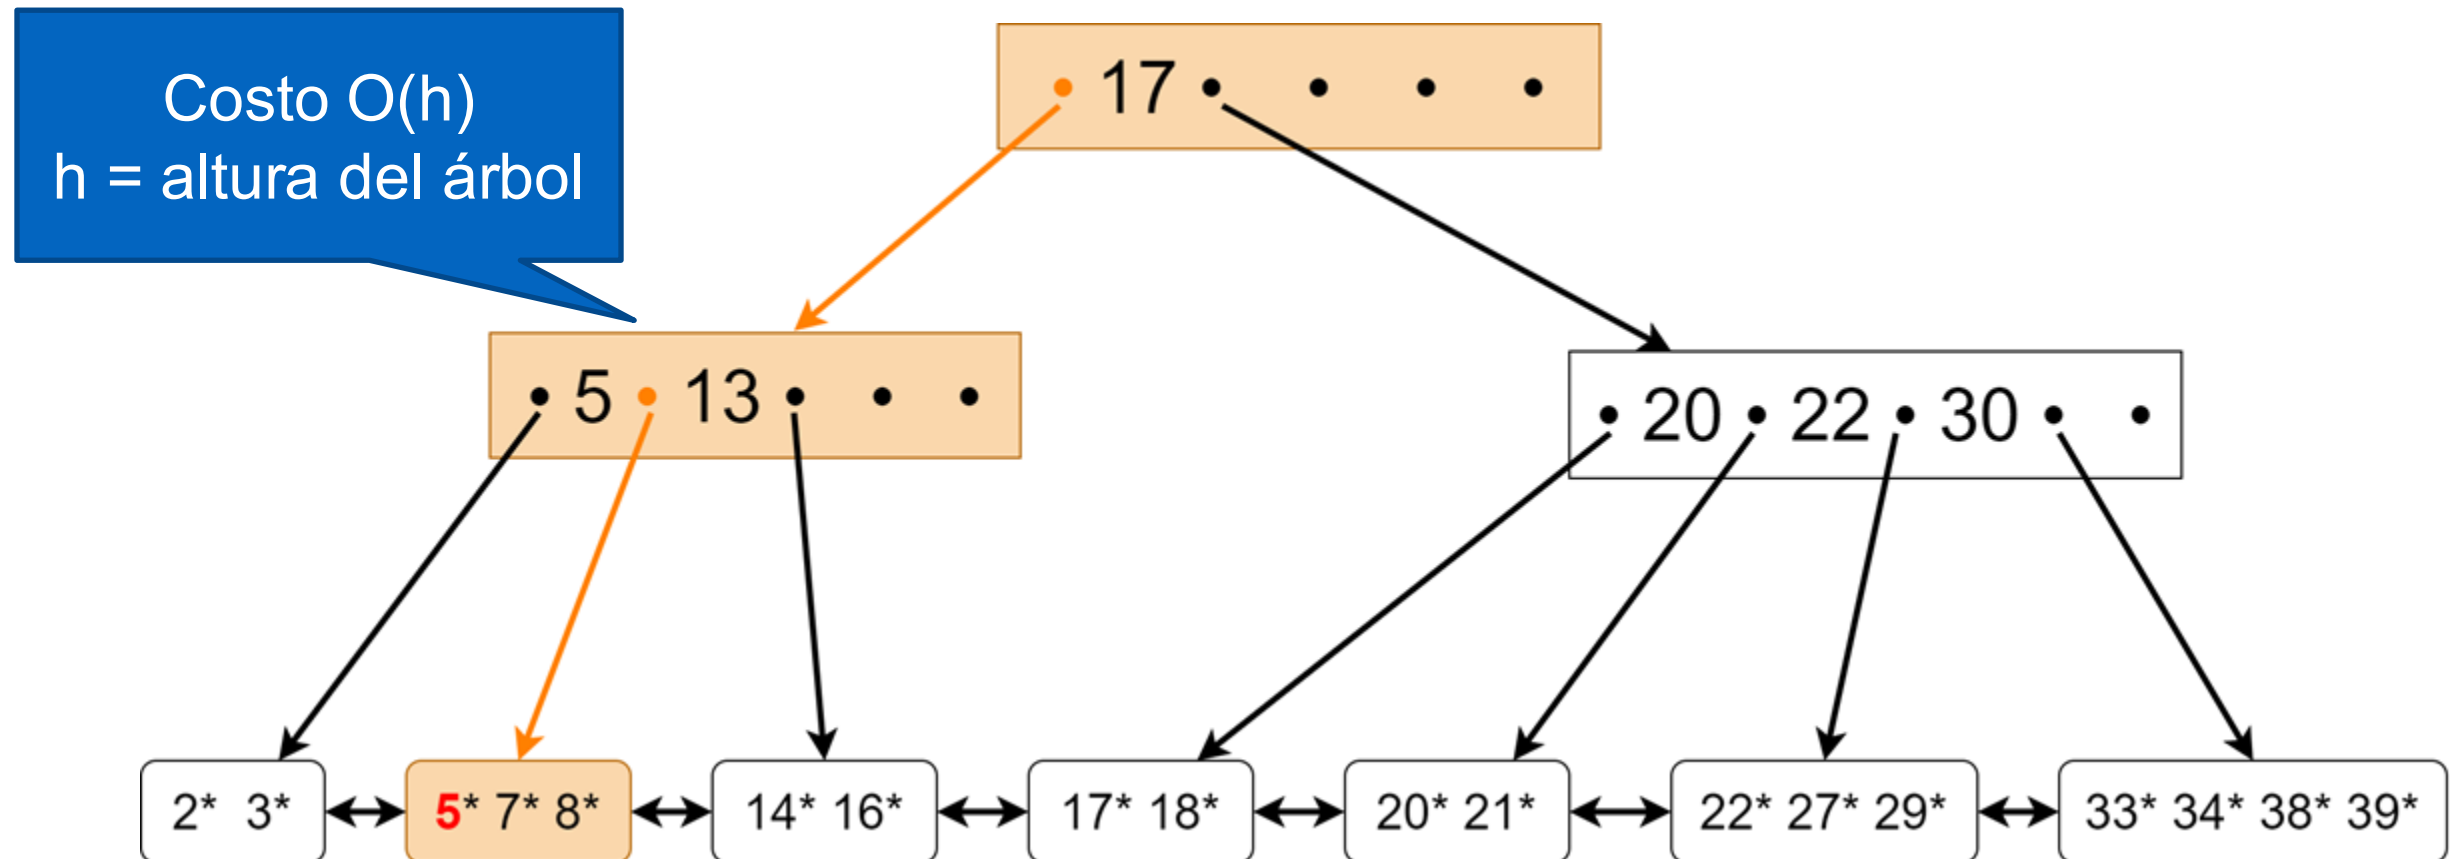 Costo O(h)
h = altura del árbol
• 17 • • • •
• 5 • 13 • • •
• 20 • 22 • 30 • •
2* 3*
5* 7* 8*
14* 16*
17* 18*
20* 21*
22* 27* 29*
33* 34* 38* 39*